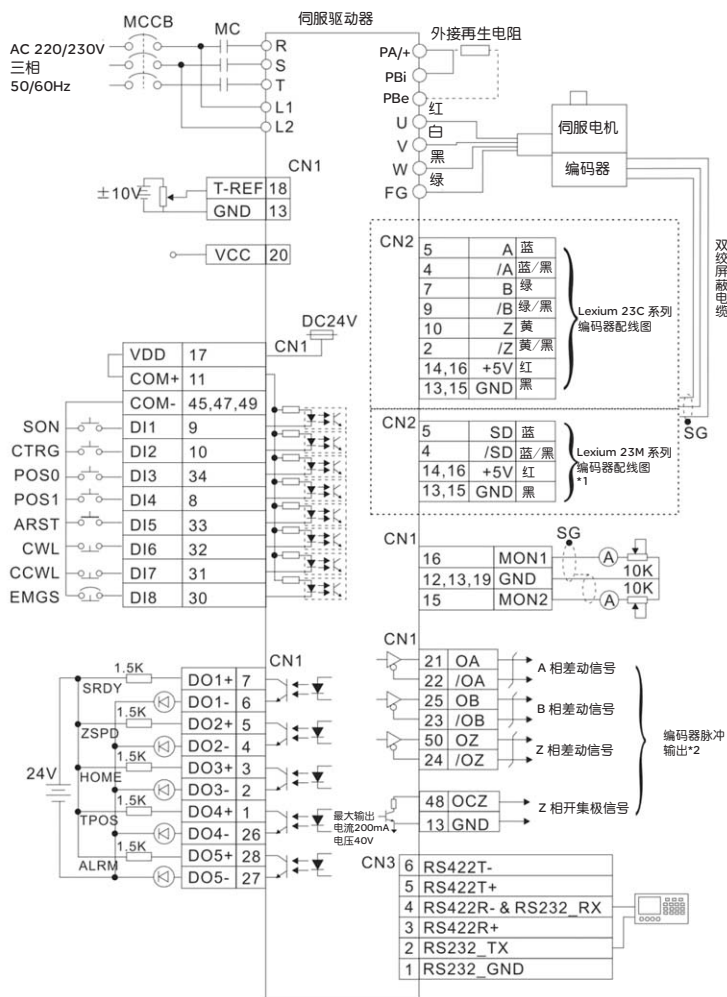 伺服驱动器
MCCB
MC
AC 220/230V
三相
50/60Hz
R
S
T
L1
L2
PA/+
PBi
PBe
外接再生电阻
U 红
V 白
W 黑
FG 绿
伺服电机
编码器
双绞屏蔽电缆
CN1
±10V
T-REF 18
GND 13
VCC 20
CN2
5 A 蓝
4 /A 蓝/黑
7 B 绿
9 /B 绿/黑
10 Z 黄
2 /Z 黄/黑
14,16 +5V 红
13,15 GND 黑
Lexium 23C 系列
编码器配线图
DC24V
CN1
VDD 17
COM+ 11
COM- 45,47,49
SON DI1 9
CTRG DI2 10
POS0 DI3 34
POS1 DI4 8
ARST DI5 33
CWL DI6 32
CCWL DI7 31
EMGS DI8 30
CN2
5 SD 蓝
4 /SD 蓝/黑
14,16 +5V 红
13,15 GND 黑
Lexium 23M 系列
编码器配线图
*1
SG
CN1
SG
16 MON1
12,13,19 GND
15 MON2
A
10K
A
10K
CN1
24V
SRDY 1.5K DO1+ 7
DO1- 6
ZSPD 1.5K DO2+ 5
DO2- 4
HOME 1.5K DO3+ 3
DO3- 2
TPOS 1.5K DO4+ 1
DO4- 26
ALRM 1.5K DO5+ 28
DO5- 27
CN1
21 OA
22 /OA
A 相差动信号
25 OB
23 /OB
B 相差动信号
50 OZ
24 /OZ
Z 相差动信号
48 OCZ
13 GND
Z 相开集极信号
编码器脉冲
输出*2
最大输出
电流200mA
电压40V
CN3
6 RS422T-
5 RS422T+
4 RS422R- & RS232_RX
3 RS422R+
2 RS232_TX
1 RS232_GND